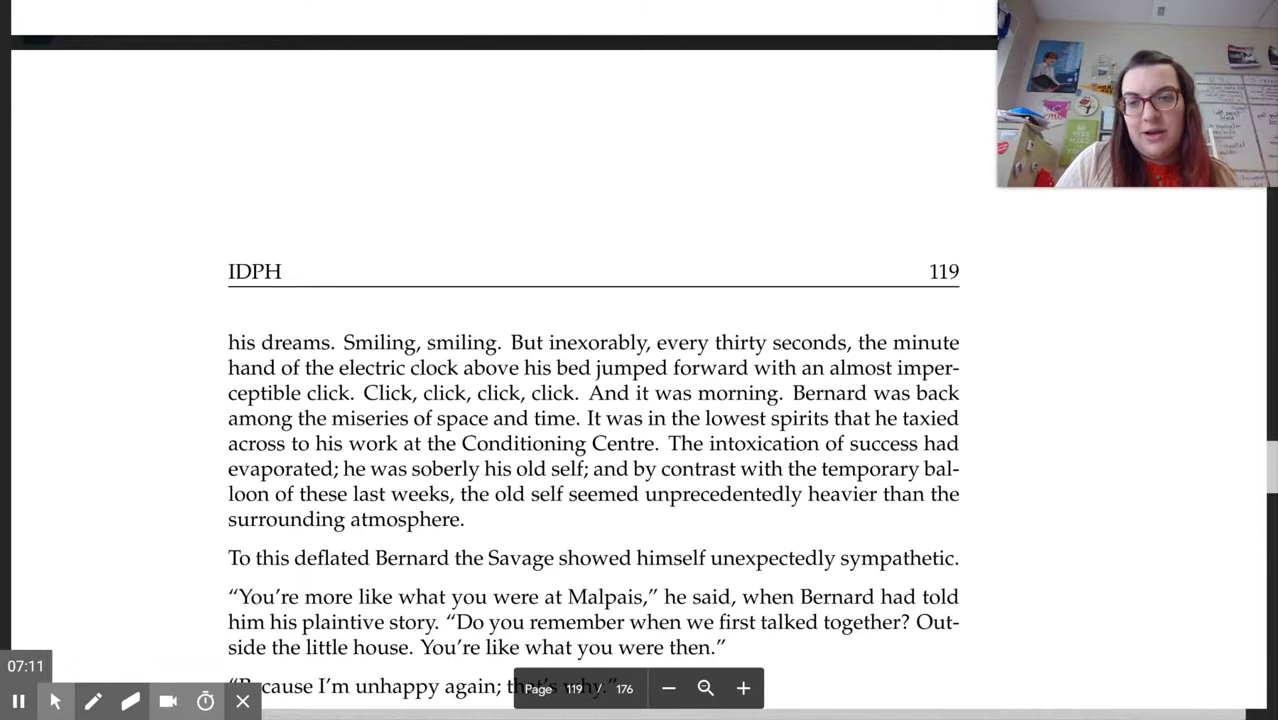 IDPH 119
his dreams. Smiling, smiling. But inexorably, every thirty seconds, the minute
hand of the electric clock above his bed jumped forward with an almost imper-
ceptible click. Click, click, click, click. And it was morning. Bernard was back
among the miseries of space and time. It was in the lowest spirits that he taxied
across to his work at the Conditioning Centre. The intoxication of success had
evaporated; he was soberly his old self; and by contrast with the temporary bal-
loon of these last weeks, the old self seemed unprecedentedly heavier than the
surrounding atmosphere.
To this deflated Bernard the Savage showed himself unexpectedly sympathetic.
“You’re more like what you were at Malpais,” he said, when Bernard had told
him his plaintive story. “Do you remember when we first talked together? Out-
side the little house. You’re like what you were then.”
“Because I’m unhappy again; that’s why.”
07:11
Page 119 / 176